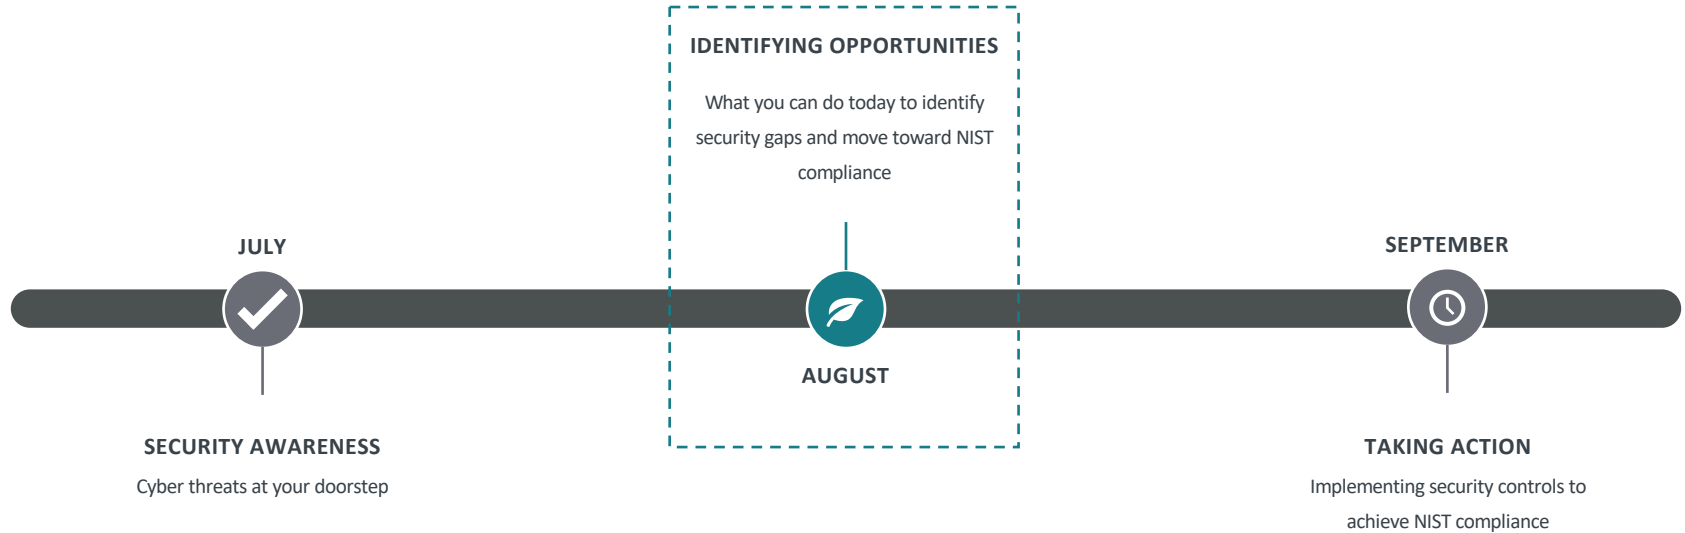 IDENTIFYING OPPORTUNITIES
What you can do today to identify
security gaps and move toward NIST
compliance
JULY
SEPTEMBER
AUGUST
SECURITY AWARENESS
Cyber threats at your doorstep
TAKING ACTION
Implementing security controls to
achieve NIST compliance